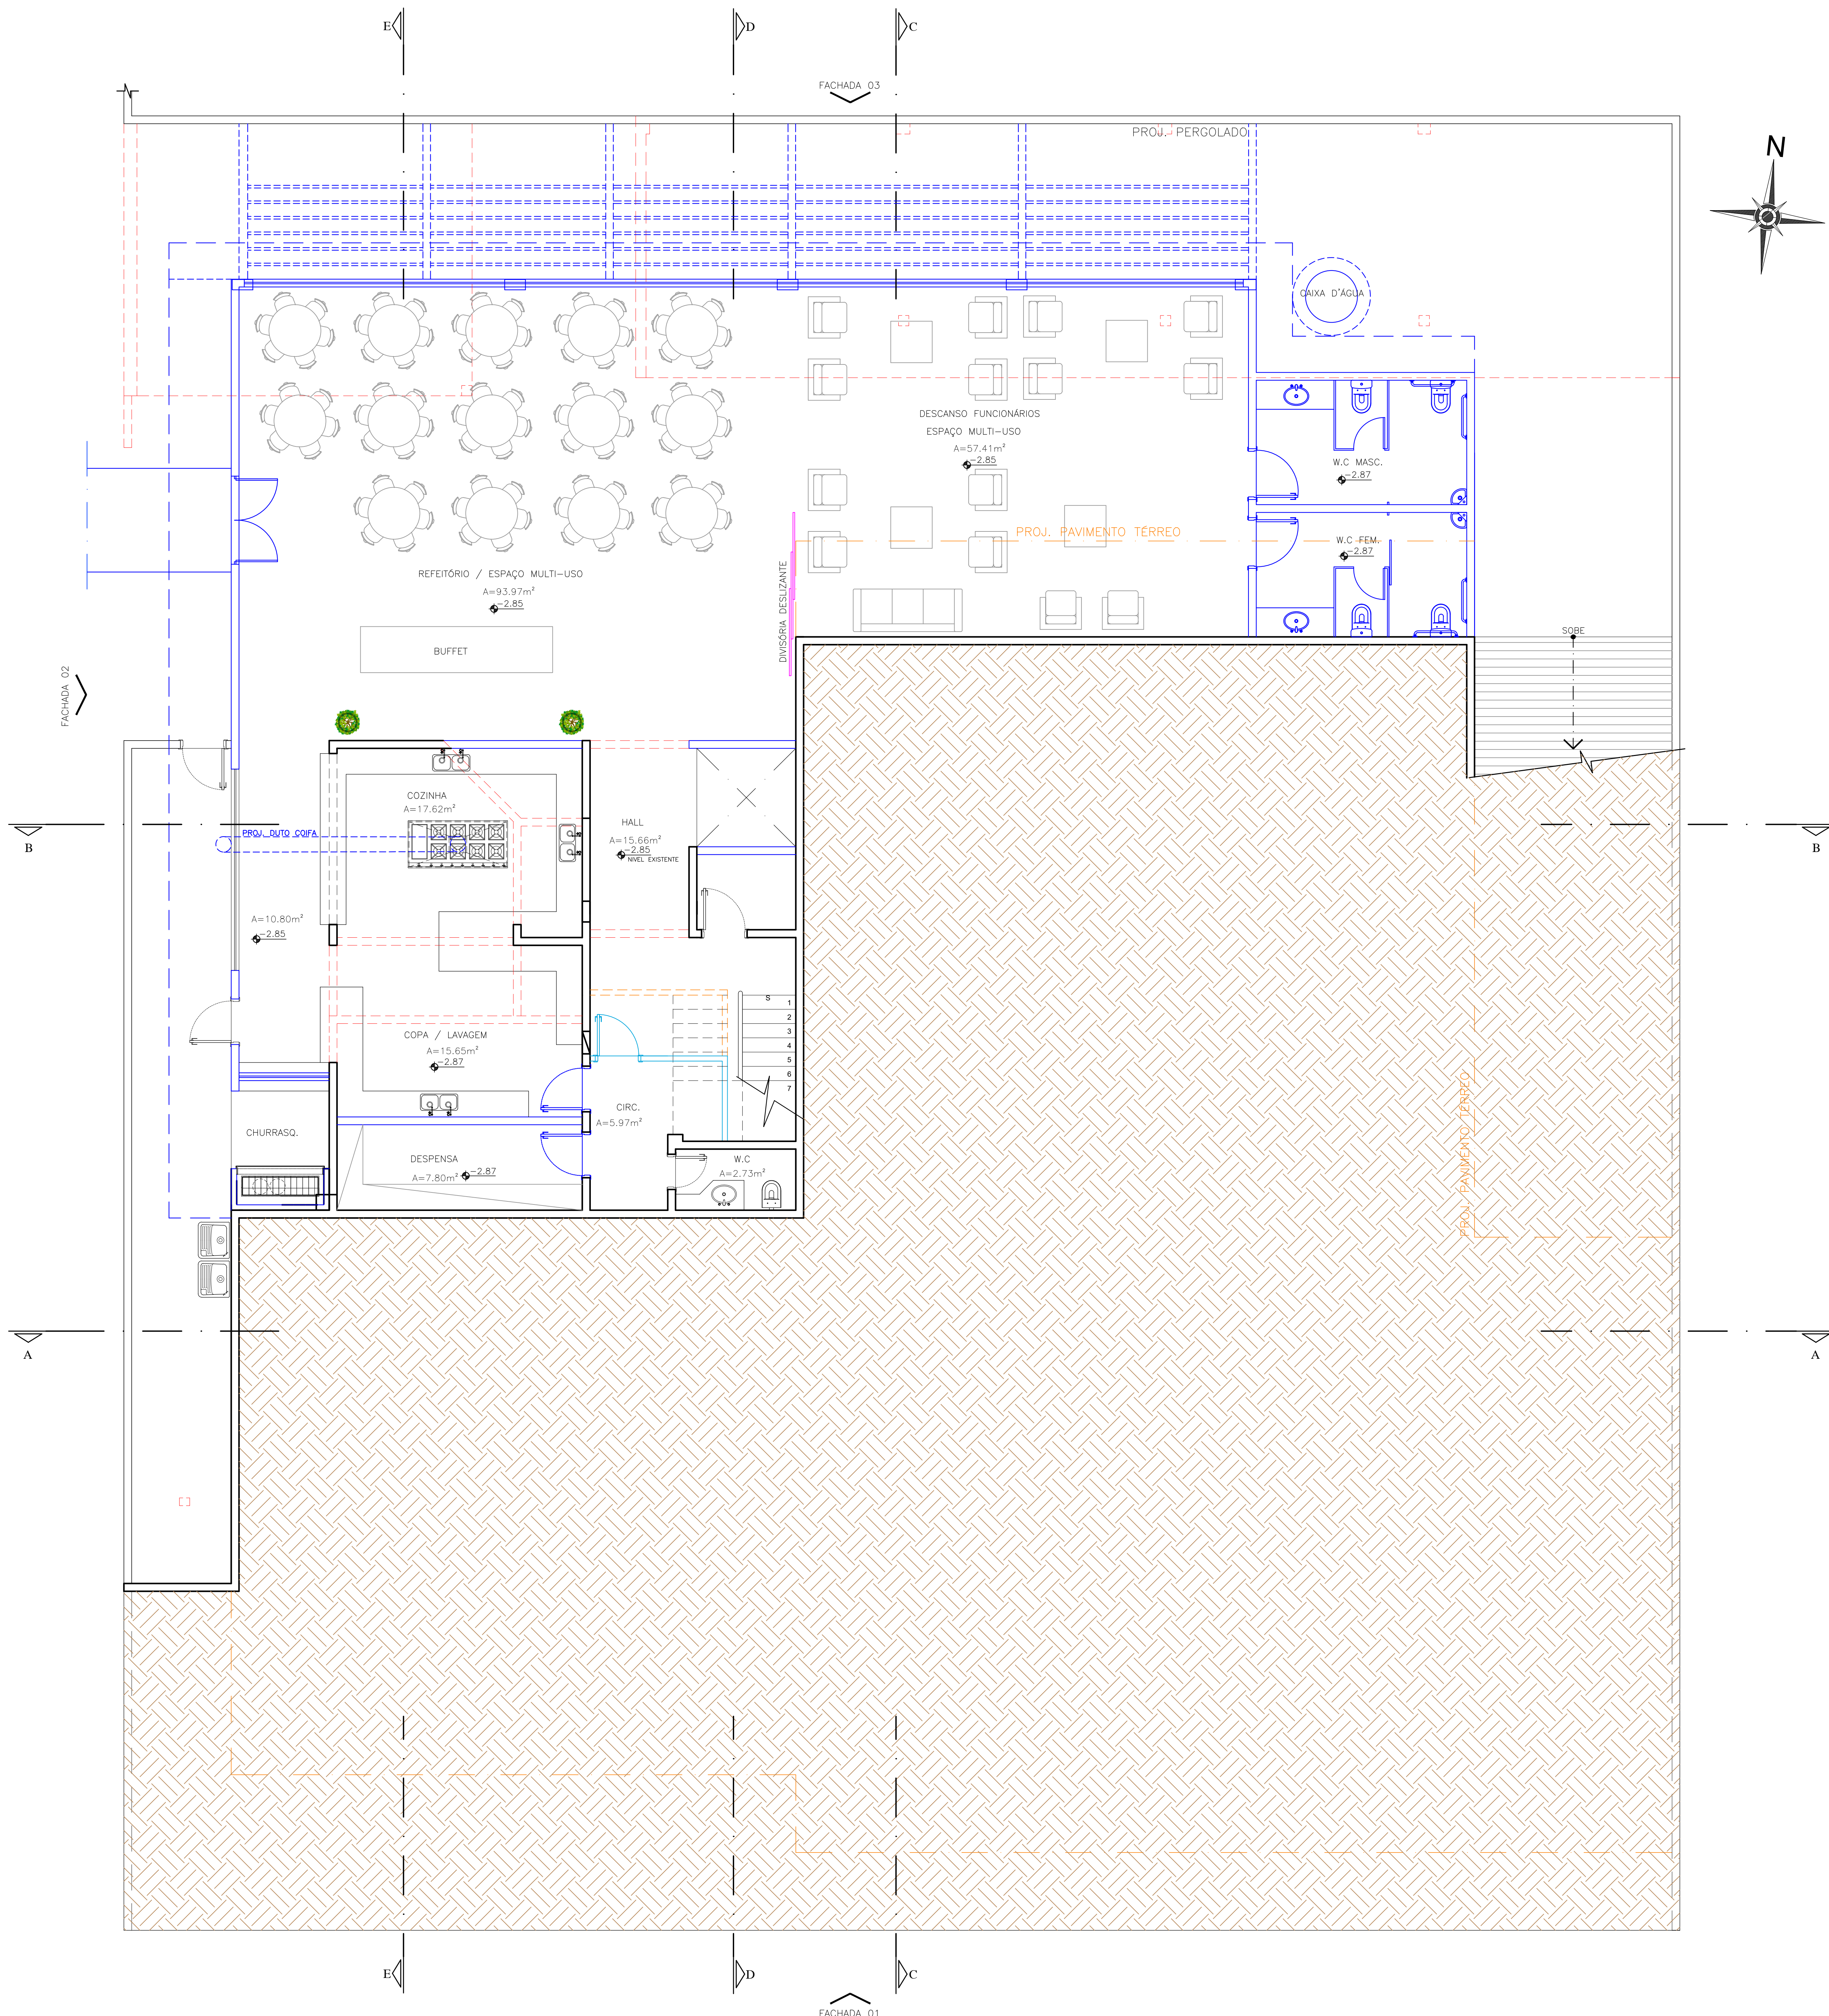 E
D
C
FACHADA 03
PROJ. PERGOLADO
N
CAIXA D'ÁGUA
DESCANSO FUNCIONÁRIOS
ESPAÇO MULTI-USO
A=57.41m²
-2.85
W.C MASC.
-2.87
PROJ. PAVIMENTO TÉRREO
W.C FEM.
-2.87
REFEITÓRIO / ESPAÇO MULTI-USO
A=93.97m²
-2.85
DIVISÓRIA DESLIZANTE
BUFFET
SOBE
FACHADA 02
COZINHA
A=17.62m²
HALL
A=15.66m²
-2.85
NIVEL EXISTENTE
PROJ. DUTO COIFA
B
B
A=10.80m²
-2.85
S
1
2
3
4
5
6
7
COPA / LAVAGEM
A=15.65m²
-2.87
CIRC.
A=5.97m²
CHURRASQ.
DESPENSA
A=7.80m²
-2.87
W.C
A=2.73m²
PROJ. PAVIMENTO TÉRREO
A
A
E
D
C
FACHADA 01